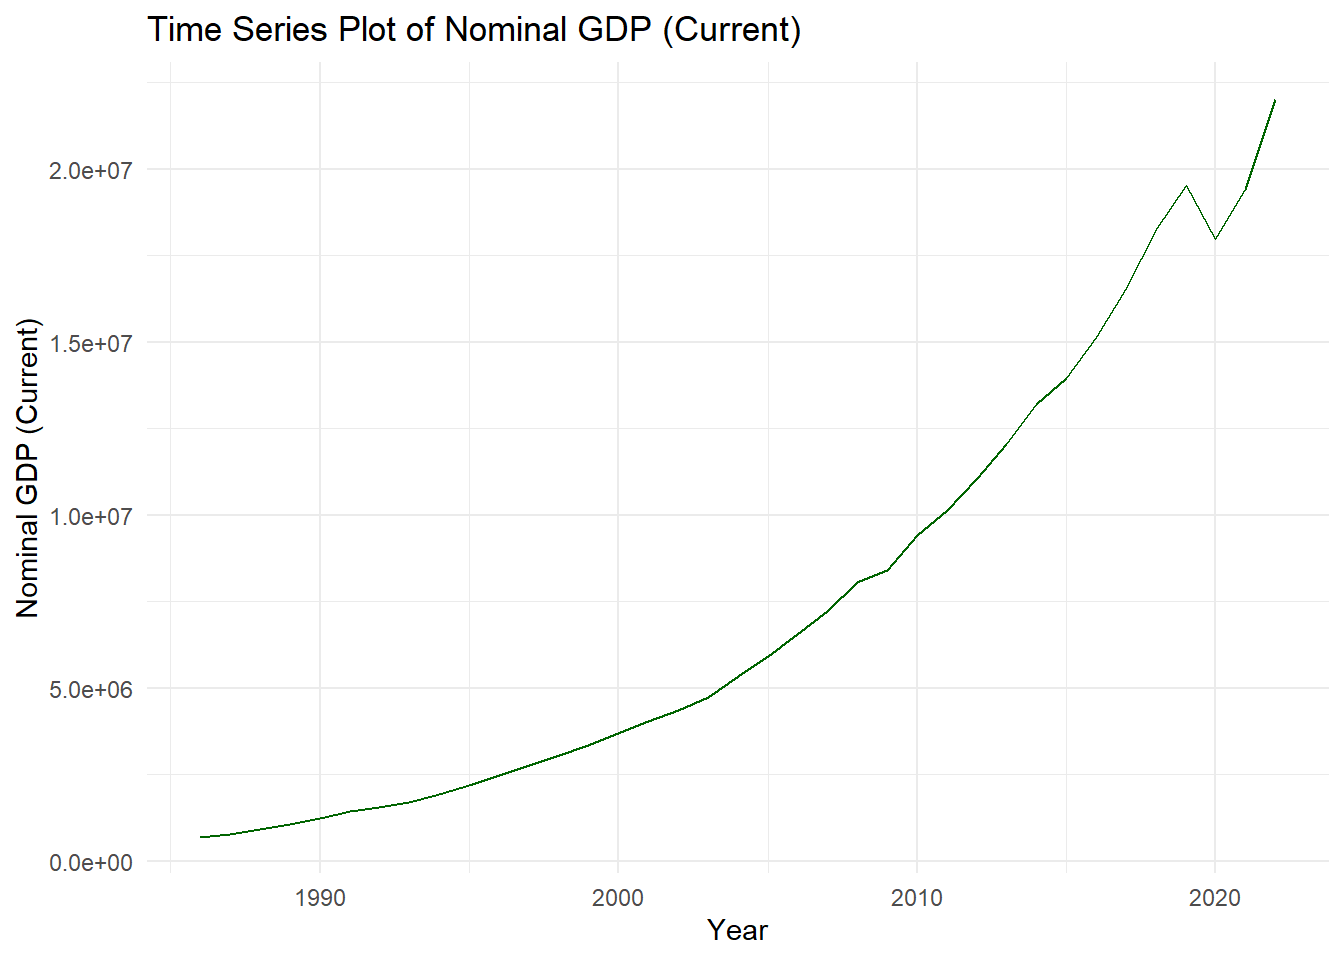 Time Series Plot of Nominal GDP (Current)
Nominal GDP (Current)
2.0e+07
1.5e+07
1.0e+07
5.0e+06
0.0e+00
1990 2000 2010 2020
Year